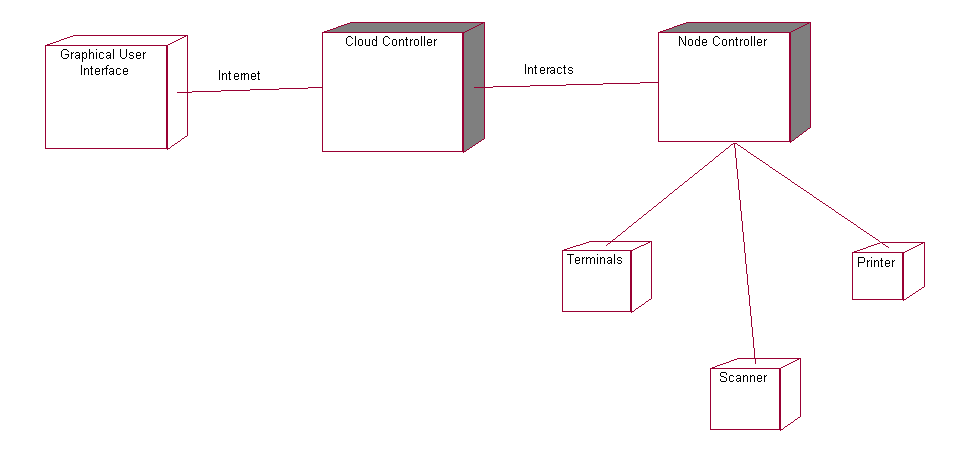 Graphical User
Interface
Internet
Cloud Controller
Interacts
Node Controller
Terminals
Printer
Scanner